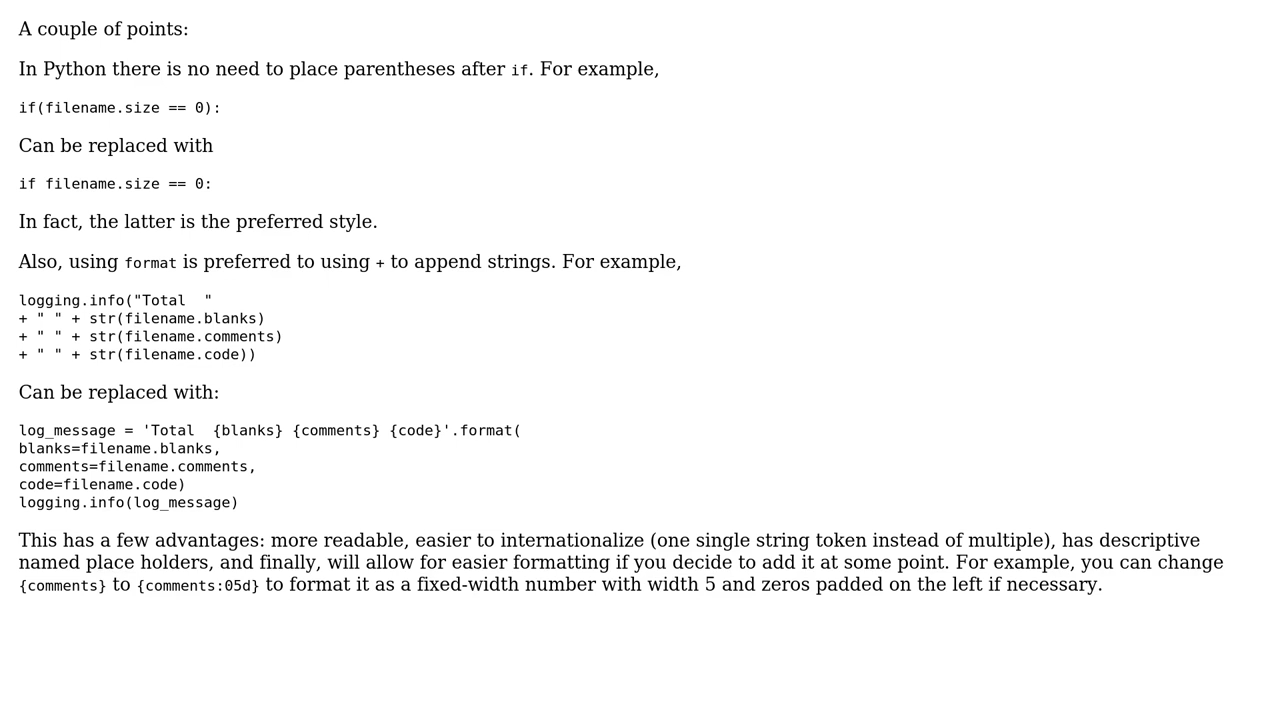 A couple of points:
In Python there is no need to place parentheses after if. For example,
if(filename.size == 0):
Can be replaced with
if filename.size == 0:
In fact, the latter is the preferred style.
Also, using format is preferred to using + to append strings. For example,
logging.info("Total  "
+ " " + str(filename.blanks)
+ " " + str(filename.comments)
+ " " + str(filename.code))
Can be replaced with:
log_message = 'Total  {blanks} {comments} {code}'.format(
blanks=filename.blanks,
comments=filename.comments,
code=filename.code)
logging.info(log_message)
This has a few advantages: more readable, easier to internationalize (one single string token instead of multiple), has descriptive
named place holders, and finally, will allow for easier formatting if you decide to add it at some point. For example, you can change
{comments} to {comments:05d} to format it as a fixed-width number with width 5 and zeros padded on the left if necessary.